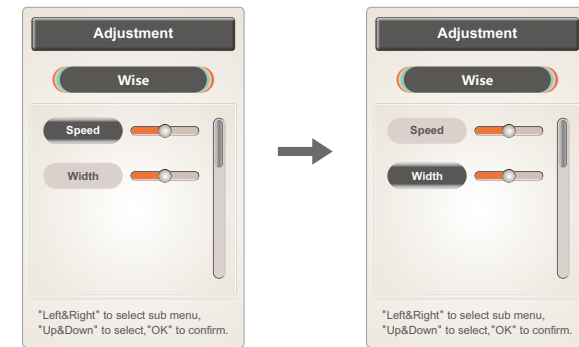 Adjustment
Wise
Speed
Width
"Left&Right" to select sub menu,
"Up&Down" to select,"OK" to confirm.
Adjustment
Wise
Speed
Width
"Left&Right" to select sub menu,
"Up&Down" to select,"OK" to confirm.